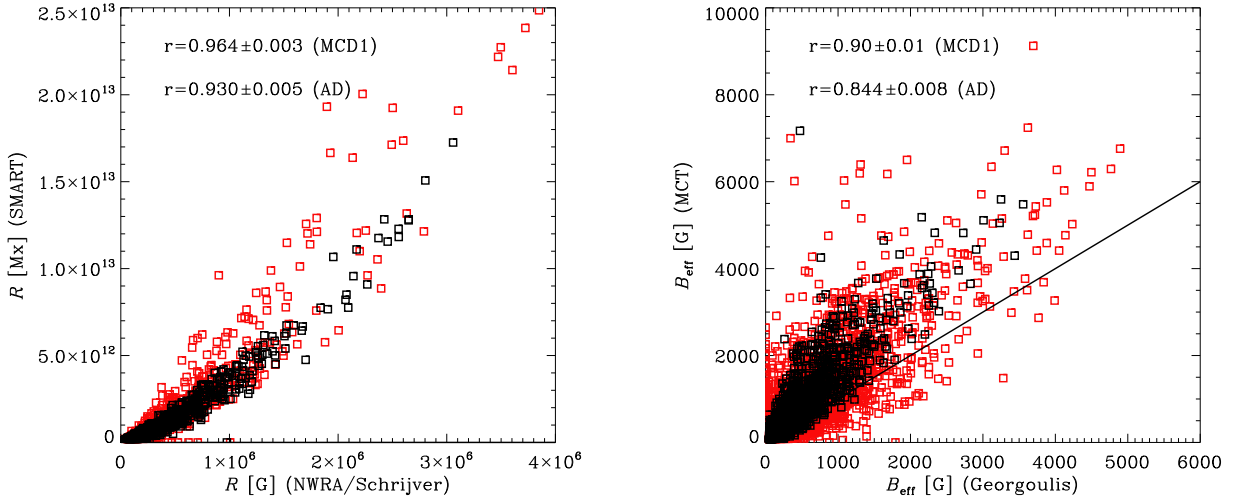 2.5×10¹³
2.0×10¹³
1.5×10¹³
1.0×10¹³
5.0×10¹²
0
R [Mx] (SMART)
r=0.964±0.003 (MCD1)
r=0.930±0.005 (AD)
0 1×10⁶ 2×10⁶ 3×10⁶ 4×10⁶
R [G] (NWRA/Schrijver)
10000
8000
6000
4000
2000
0
B_eff [G] (MCT)
r=0.90±0.01 (MCD1)
r=0.844±0.008 (AD)
0 1000 2000 3000 4000 5000 6000
B_eff [G] (Georgoulis)